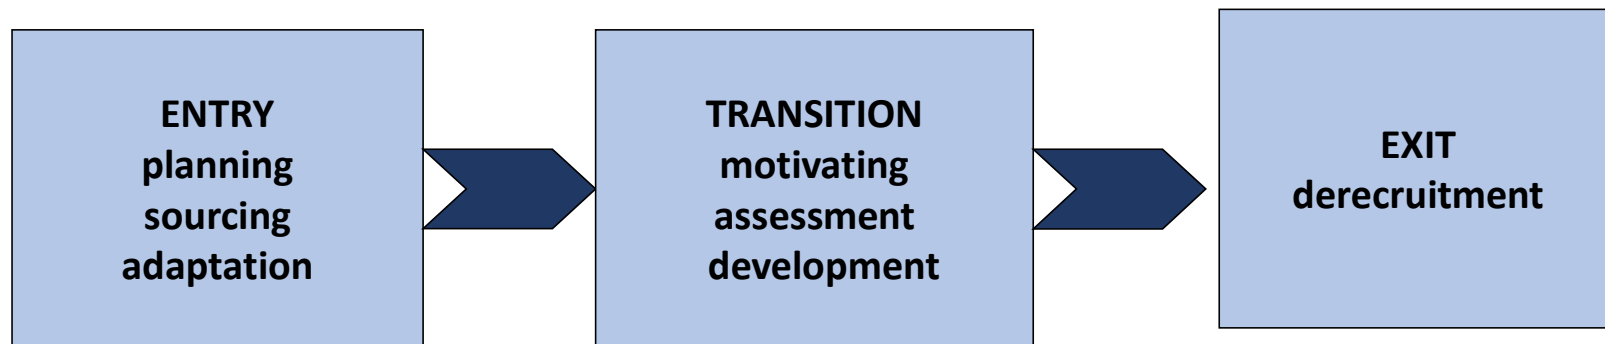 ENTRY
planning
sourcing
adaptation
TRANSITION
motivating
assessment
development
EXIT
derecruitment